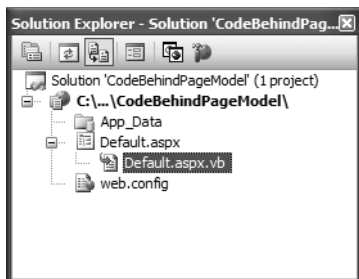 Solution Explorer - Solution 'CodeBehindPag...
Solution 'CodeBehindPageModel' (1 project)
C:\...\CodeBehindPageModel\
App_Data
Default.aspx
Default.aspx.vb
web.config